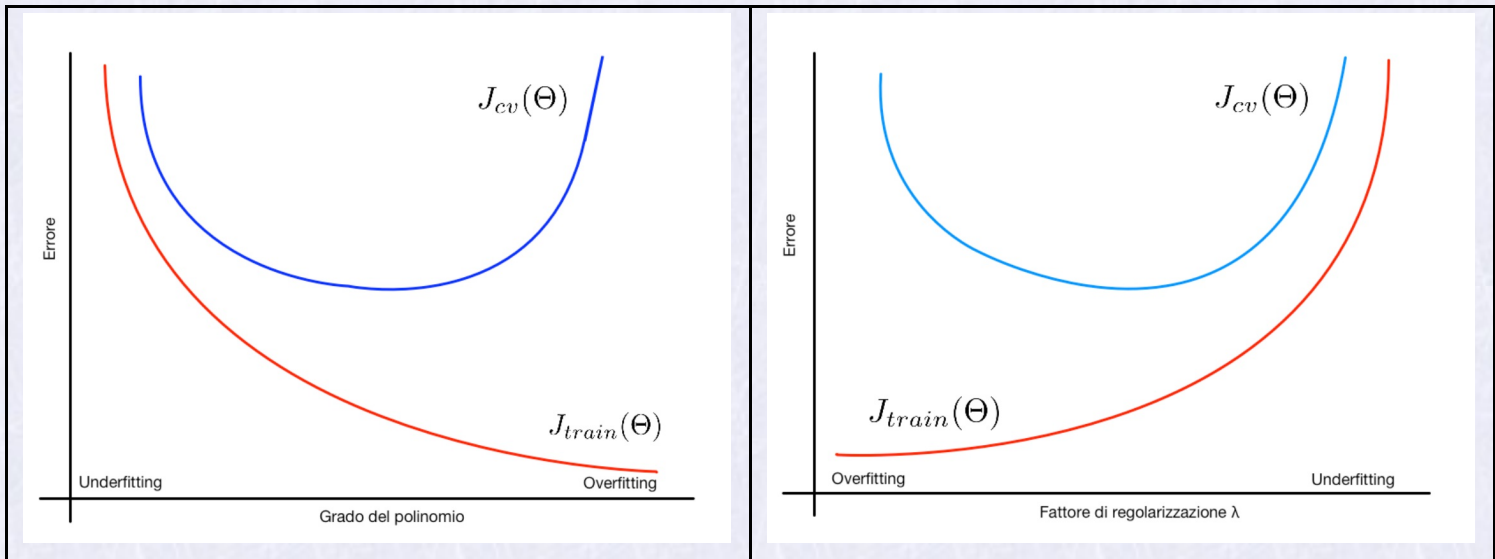 J_cv(Θ)
Errore
J_train(Θ)
Underfitting
Overfitting
Grado del polinomio
J_cv(Θ)
Errore
J_train(Θ)
Overfitting
Underfitting
Fattore di regolarizzazione λ